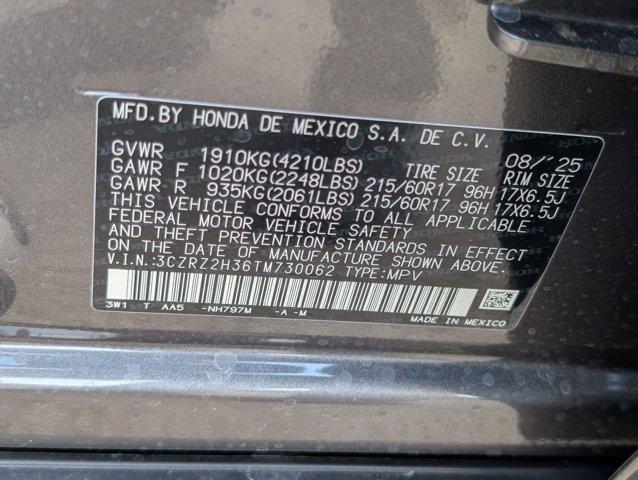 MFD.BY HONDA DE MEXICO S.A. DE C.V. 08/'25
GVWR 1910KG(4210LBS) TIRE SIZE RIM SIZE
GAWR F 1020KG(2248LBS) 215/60R17 96H 17X6.5J
GAWR R 935KG(2061LBS) 215/60R17 96H 17X6.5J
THIS VEHICLE CONFORMS TO ALL APPLICABLE
FEDERAL MOTOR VEHICLE SAFETY
AND THEFT PREVENTION STANDARDS IN EFFECT
ON THE DATE OF MANUFACTURE SHOWN ABOVE.
V.I.N.:3CZRZ2H36TM730062 TYPE:MPV
3W1 T AA5 -NH797M -A -M
MADE IN MEXICO